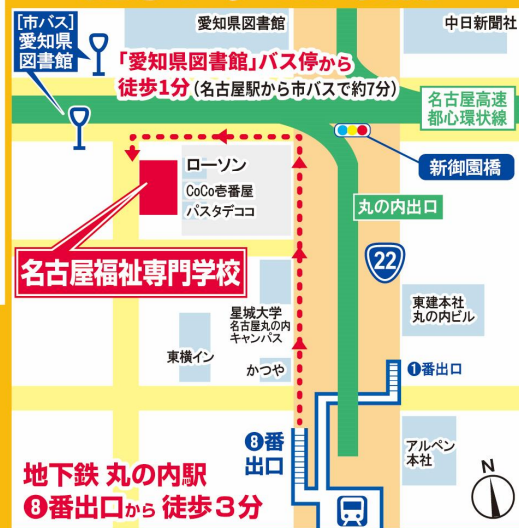 [市バス]
愛知県
図書館
愛知県図書館
中日新聞社
「愛知県図書館」バス停から
徒歩1分(名古屋駅から市バスで約7分)
名古屋高速
都心環状線
新御園橋
ローソン
CoCo壱番屋
パスタデココ
丸の内出口
名古屋福祉専門学校
22
星城大学
名古屋丸の内
キャンパス
東建本社
丸の内ビル
東横イン
かつや
❶番出口
❽番
出口
アルペン
本社
地下鉄 丸の内駅
❽番出口から 徒歩3分
N